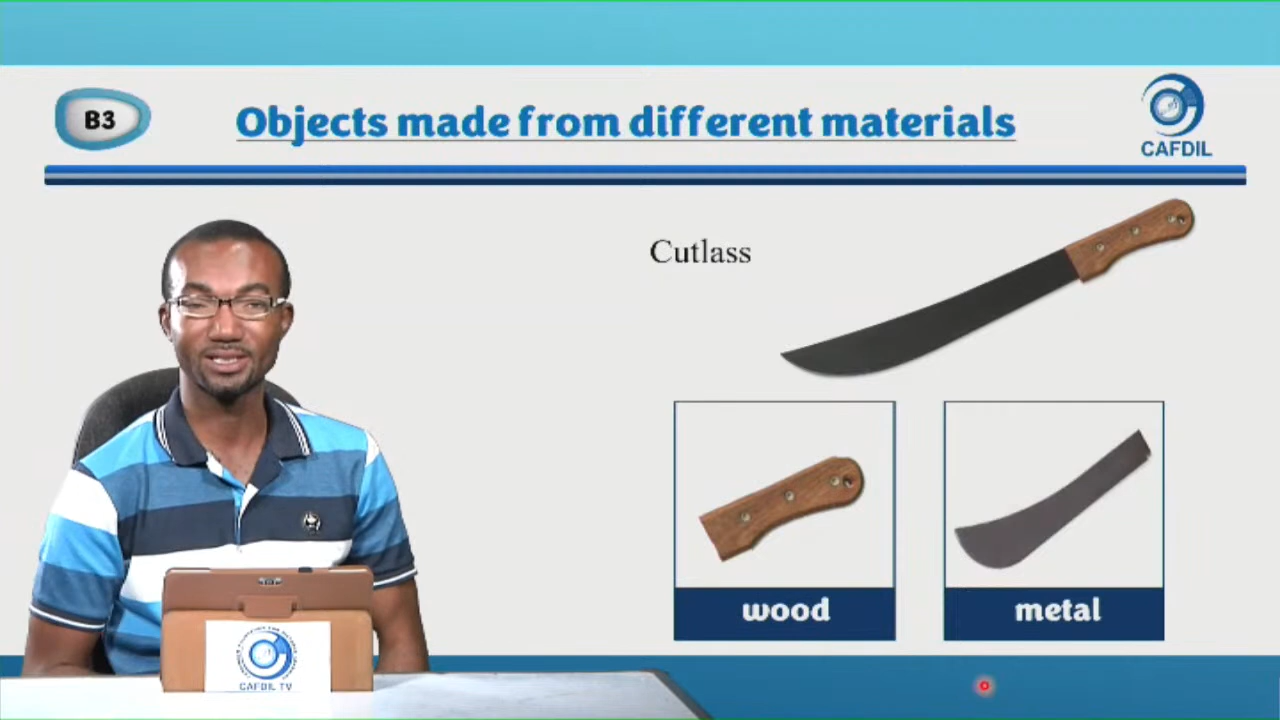 B3
Objects made from different materials
CAFDIL
Cutlass
wood
metal
CAFDIL TV